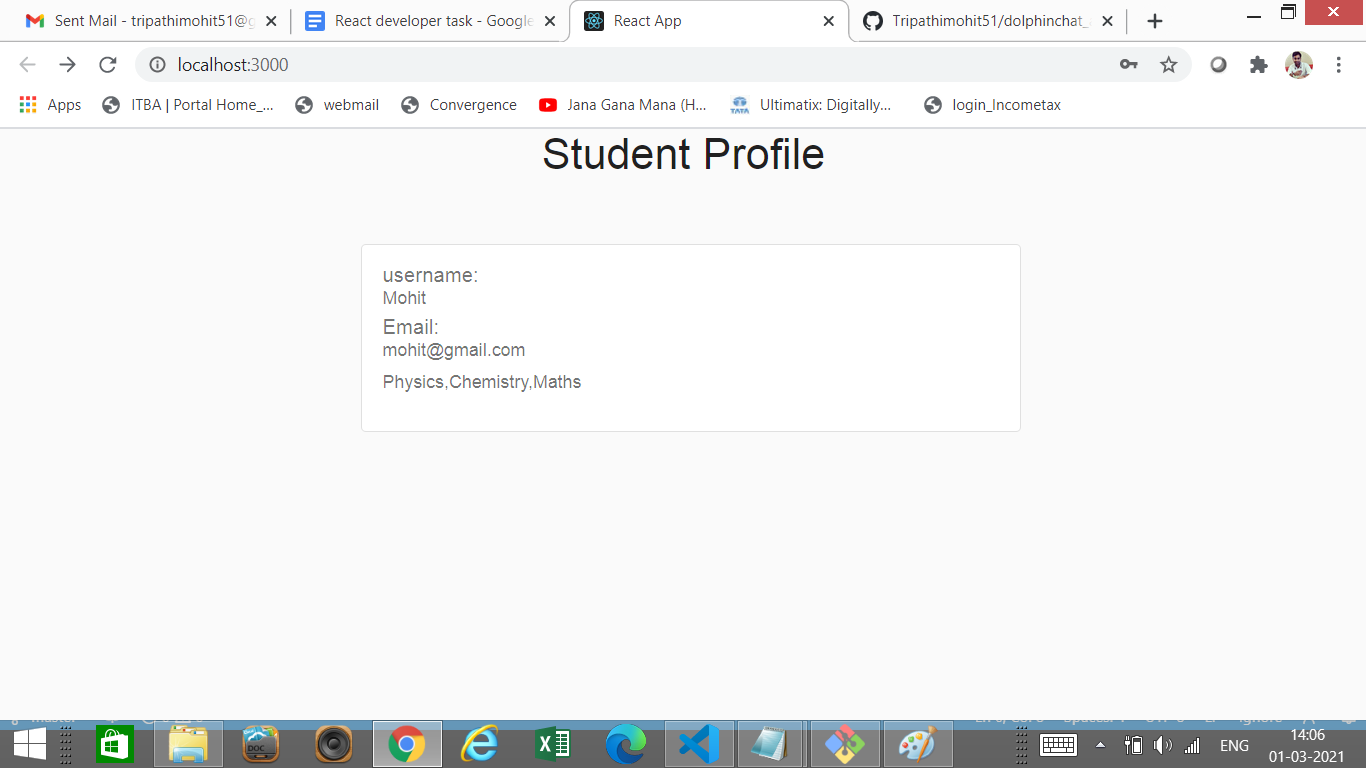 Sent Mail - tripathimohit51@g
React developer task - Google
React App
Tripathimohit51/dolphinchat_
localhost:3000
Apps
ITBA | Portal Home_...
webmail
Convergence
Jana Gana Mana (H...
TATA
Ultimatix: Digitally...
login_Incometax
Student Profile
username:
Mohit
Email:
mohit@gmail.com
Physics,Chemistry,Maths
DOC
ENG
14:06
01-03-2021